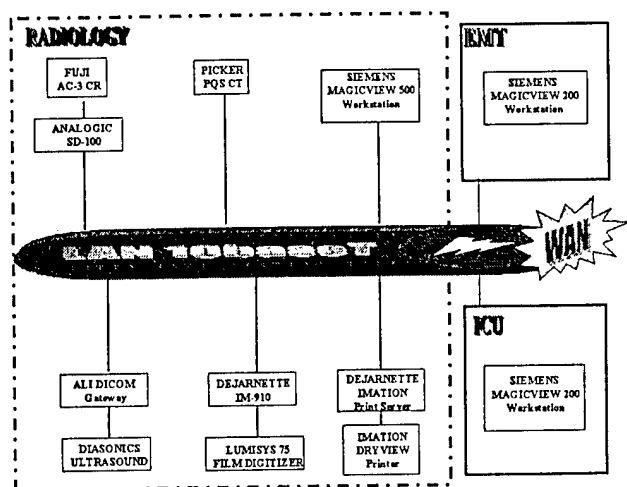 RADIOLOGY
FUJI
AC-3 CR
ANALOGIC
SD-100
PICKER
PQS CT
SIEMENS
MAGICVIEW 500
Workstation
EMT
SIEMENS
MAGICVIEW 200
Workstation
LAN
WAN
ALI DICOM
Gateway
DIASONICS
ULTRASOUND
DEJARNETTE
IM-910
LUMISYS 75
FILM DIGITIZER
DEJARNETTE
IMATION
Print Server
IMATION
DRYVIEW
Printer
ICU
SIEMENS
MAGICVIEW 200
Workstation